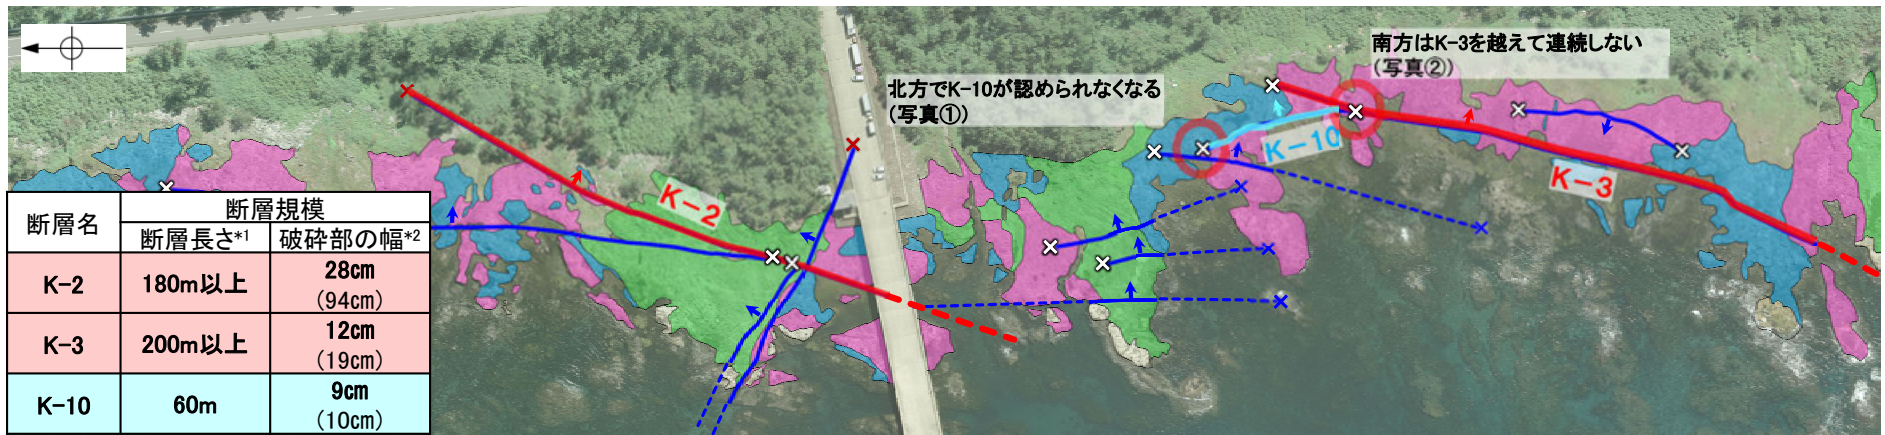 南方はK-3を越えて連続しない
(写真②)
北方でK-10が認められなくなる
(写真①)
K-10
K-2
K-3
断層名 断層規模
断層長さ*1 破砕部の幅*2
K-2 180m以上 28cm
(94cm)
K-3 200m以上 12cm
(19cm)
K-10 60m 9cm
(10cm)